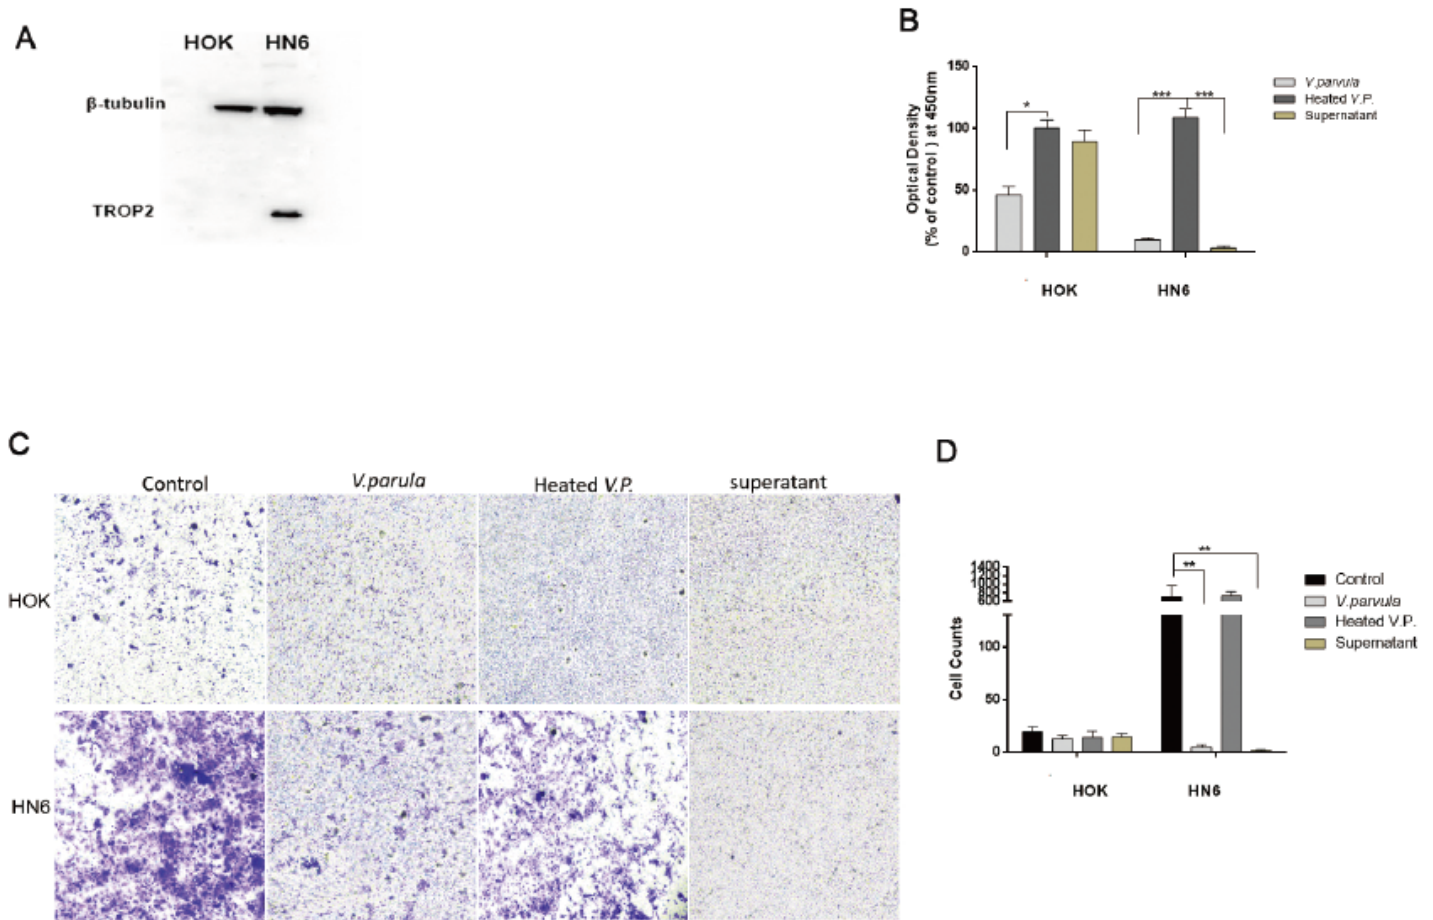 A
HOK HN6
β-tubulin
TROP2
B
150
100
50
0
Optical Density
(% of control ) at 450nm
* *** ***
HOK HN6
V.parvula
Heated V.P.
Supernatant
C
Control V.parula Heated V.P. superatant
HOK
HN6
D
1400
1200
1000
800
600
100
50
0
Cell Counts
**
**
HOK HN6
Control
V.parvula
Heated V.P.
Supernatant